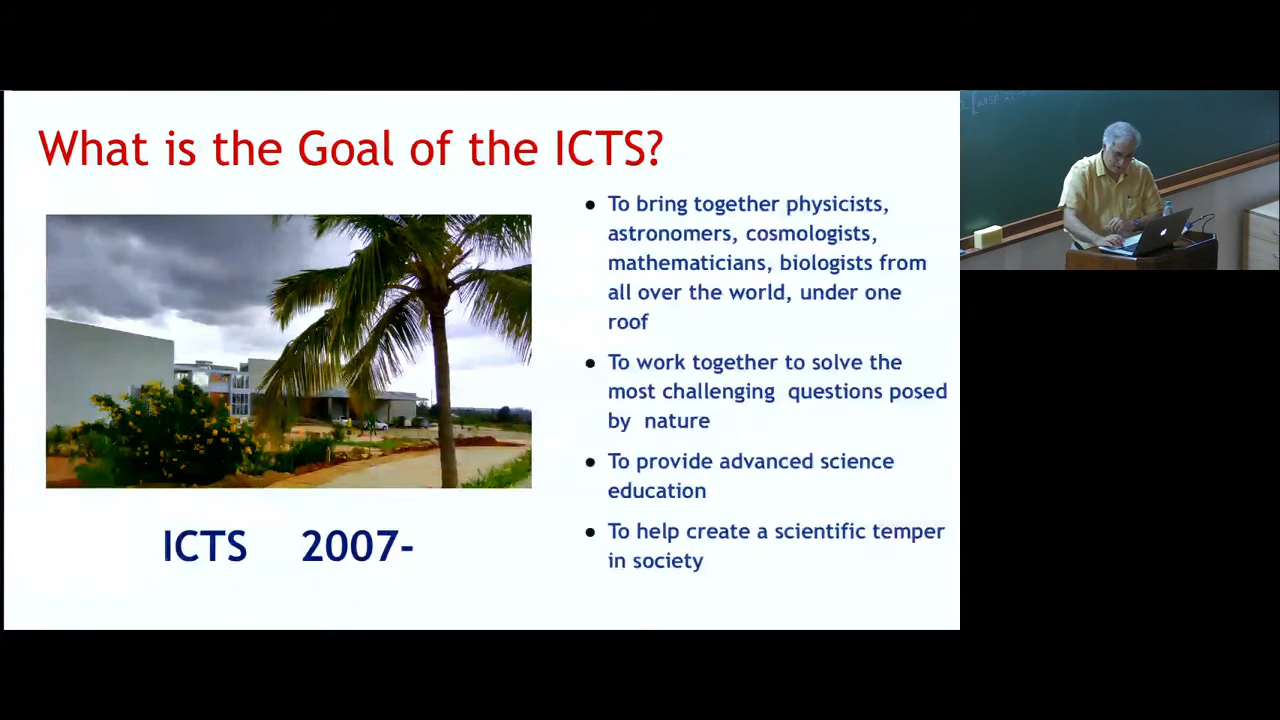 What is the Goal of the ICTS?
To bring together physicists,
astronomers, cosmologists,
mathematicians, biologists from
all over the world, under one
roof
To work together to solve the
most challenging questions posed
by nature
To provide advanced science
education
To help create a scientific temper
in society
ICTS 2007-